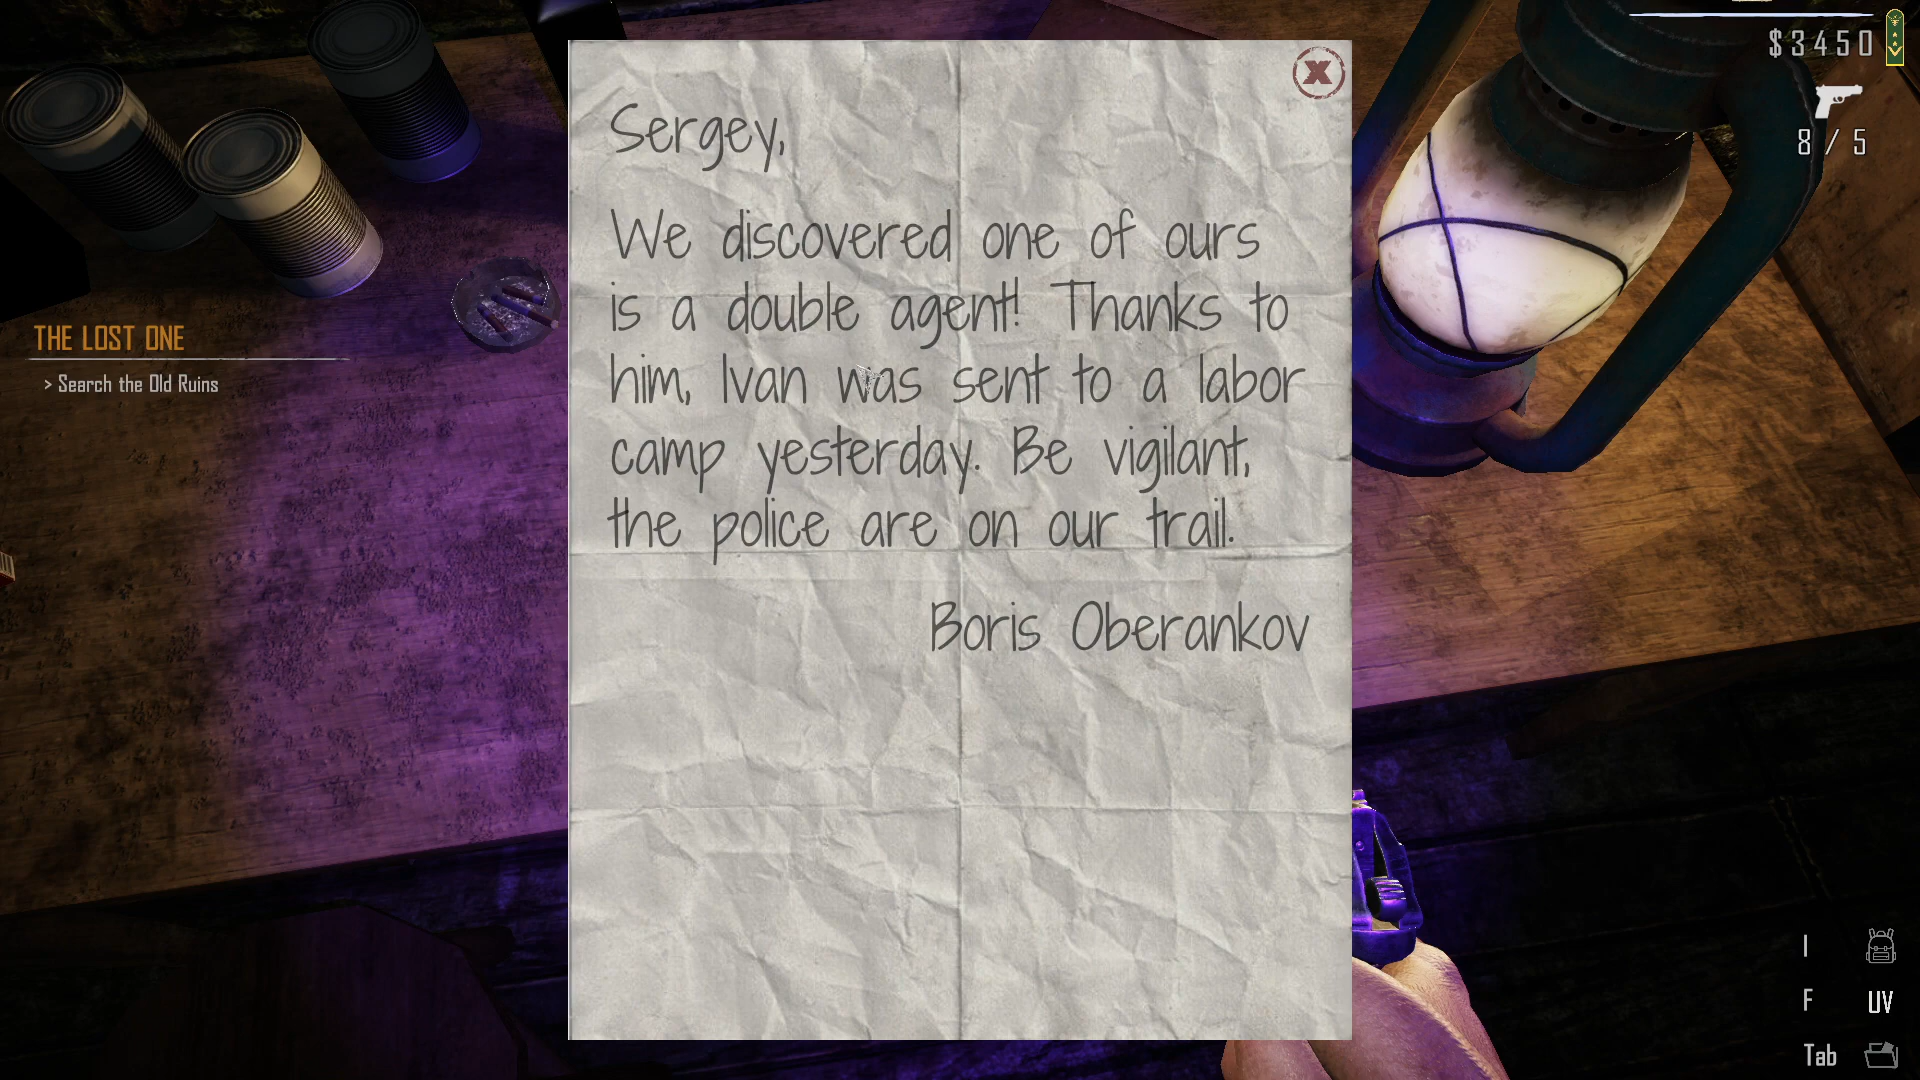 $3450
8 / 5
THE LOST ONE
> Search the Old Ruins
X
Sergey,
We discovered one of ours
is a double agent! Thanks to
him, Ivan was sent to a labor
camp yesterday. Be vigilant,
the police are on our trail.
Boris Oberankov
I
F UV
Tab